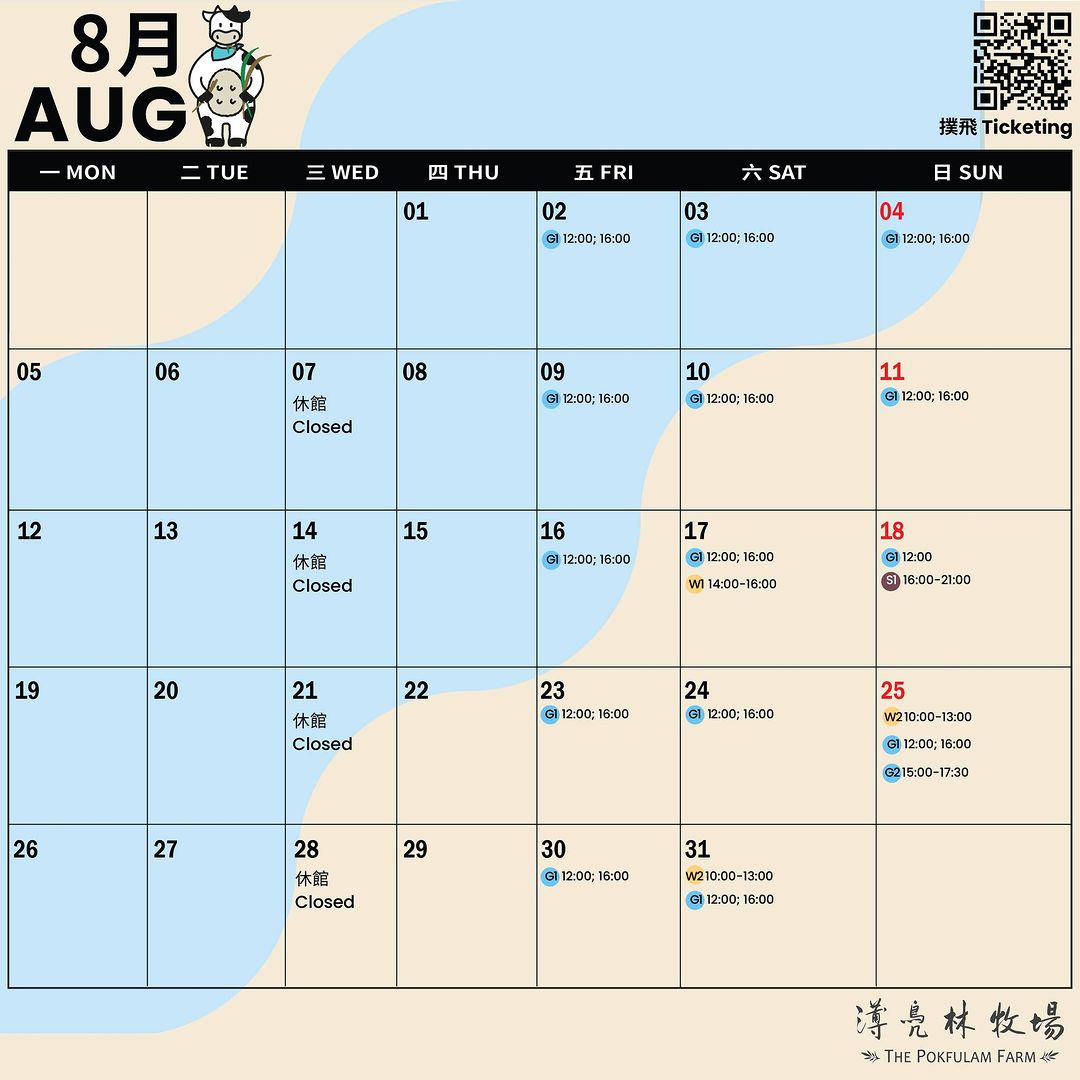 8月
AUG
撲飛 Ticketing
一 MON 二 TUE 三 WED 四 THU 五 FRI 六 SAT 日 SUN
01 02 03 04
G1 12:00; 16:00 G1 12:00; 16:00 G1 12:00; 16:00
05 06 07 08 09 10 11
休館 G1 12:00; 16:00 G1 12:00; 16:00 G1 12:00; 16:00
Closed
12 13 14 15 16 17 18
休館 G1 12:00; 16:00 G1 12:00; 16:00 G1 12:00
Closed W1 14:00-16:00 S1 16:00-21:00
19 20 21 22 23 24 25
休館 G1 12:00; 16:00 G1 12:00; 16:00 W2 10:00-13:00
Closed G1 12:00; 16:00
G2 15:00-17:30
26 27 28 29 30 31
休館 G1 12:00; 16:00 W2 10:00-13:00
Closed G1 12:00; 16:00
薄鳧林牧場
THE POKFULAM FARM